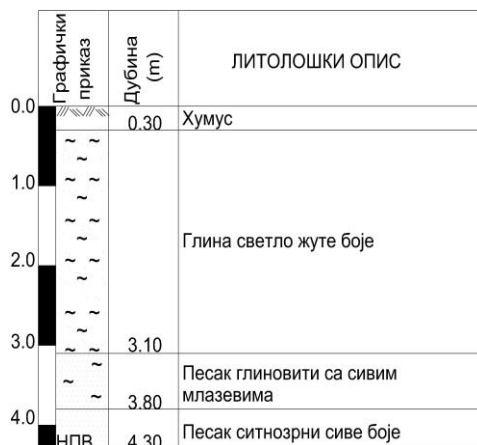 Графички приказ
Дубина (m)
ЛИТОЛОШКИ ОПИС
0.0
0.30
Хумус
1.0
2.0
Глина светло жуте боје
3.0
3.10
Песак глиновити са сивим
млазевима
3.80
4.0
НПВ
4.30
Песак ситнозрни сиве боје